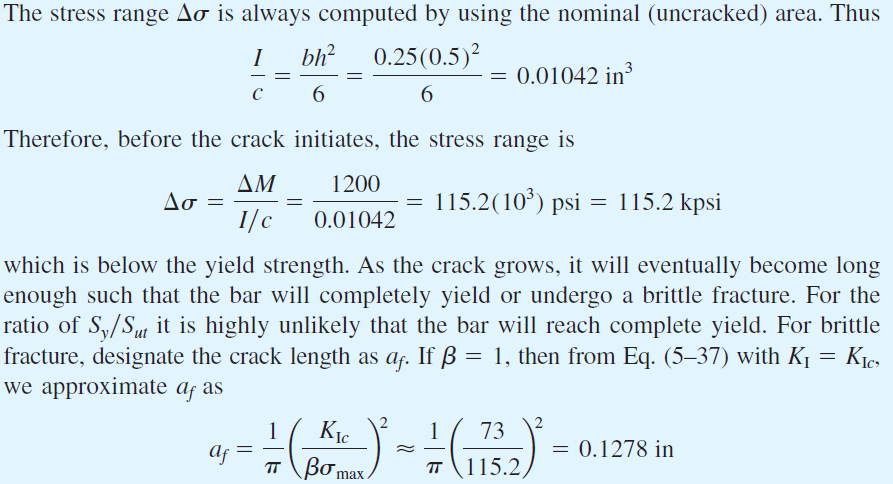 The stress range Δσ is always computed by using the nominal (uncracked) area. Thus
I/c = bh²/6 = 0.25(0.5)²/6 = 0.01042 in³
Therefore, before the crack initiates, the stress range is
Δσ = ΔM/(I/c) = 1200/0.01042 = 115.2(10³) psi = 115.2 kpsi
which is below the yield strength. As the crack grows, it will eventually become long
enough such that the bar will completely yield or undergo a brittle fracture. For the
ratio of S_y/S_ut it is highly unlikely that the bar will reach complete yield. For brittle
fracture, designate the crack length as a_f. If β = 1, then from Eq. (5–37) with K_I = K_Ic,
we approximate a_f as
a_f = 1/π (K_Ic/βσ_max)² ≈ 1/π (73/115.2)² = 0.1278 in